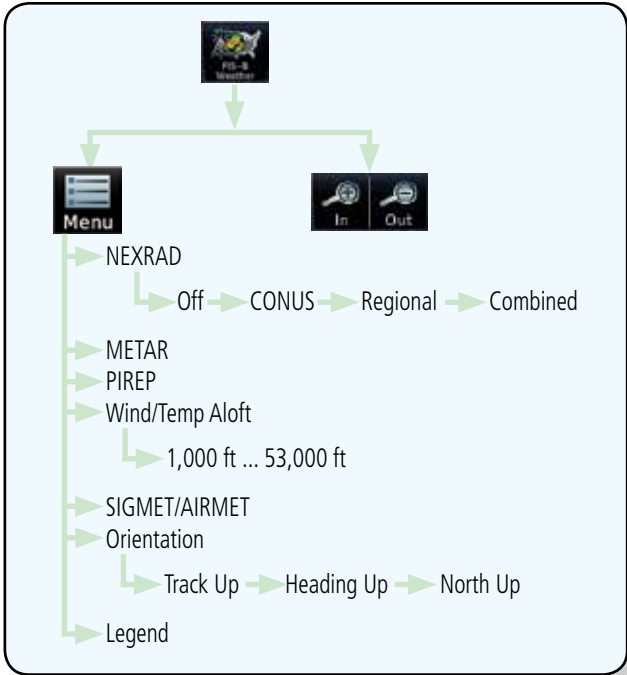 FIS-B
Weather
Menu
In Out
NEXRAD
Off CONUS Regional Combined
METAR
PIREP
Wind/Temp Aloft
1,000 ft ... 53,000 ft
SIGMET/AIRMET
Orientation
Track Up Heading Up North Up
Legend